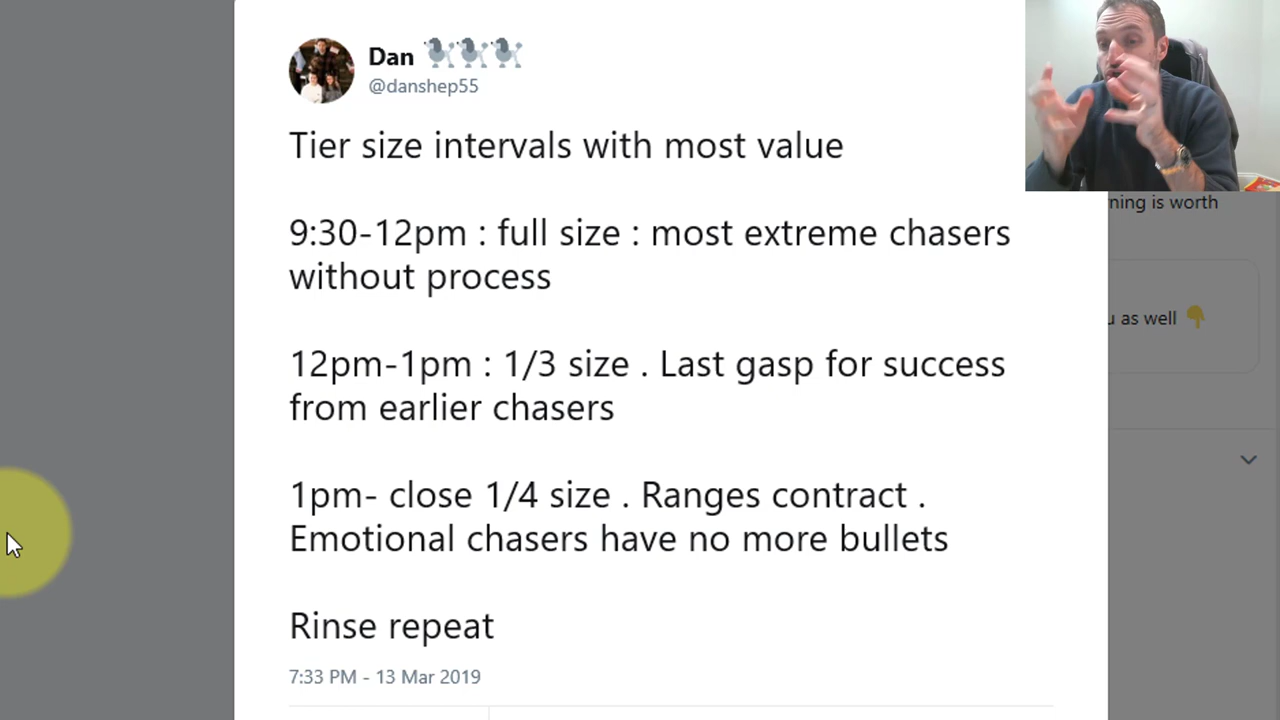 Dan 🐩🐩🐩
@danshep55
Tier size intervals with most value
9:30-12pm : full size : most extreme chasers
without process
12pm-1pm : 1/3 size . Last gasp for success
from earlier chasers
1pm- close 1/4 size . Ranges contract .
Emotional chasers have no more bullets
Rinse repeat
7:33 PM - 13 Mar 2019
is worth
as well 👇